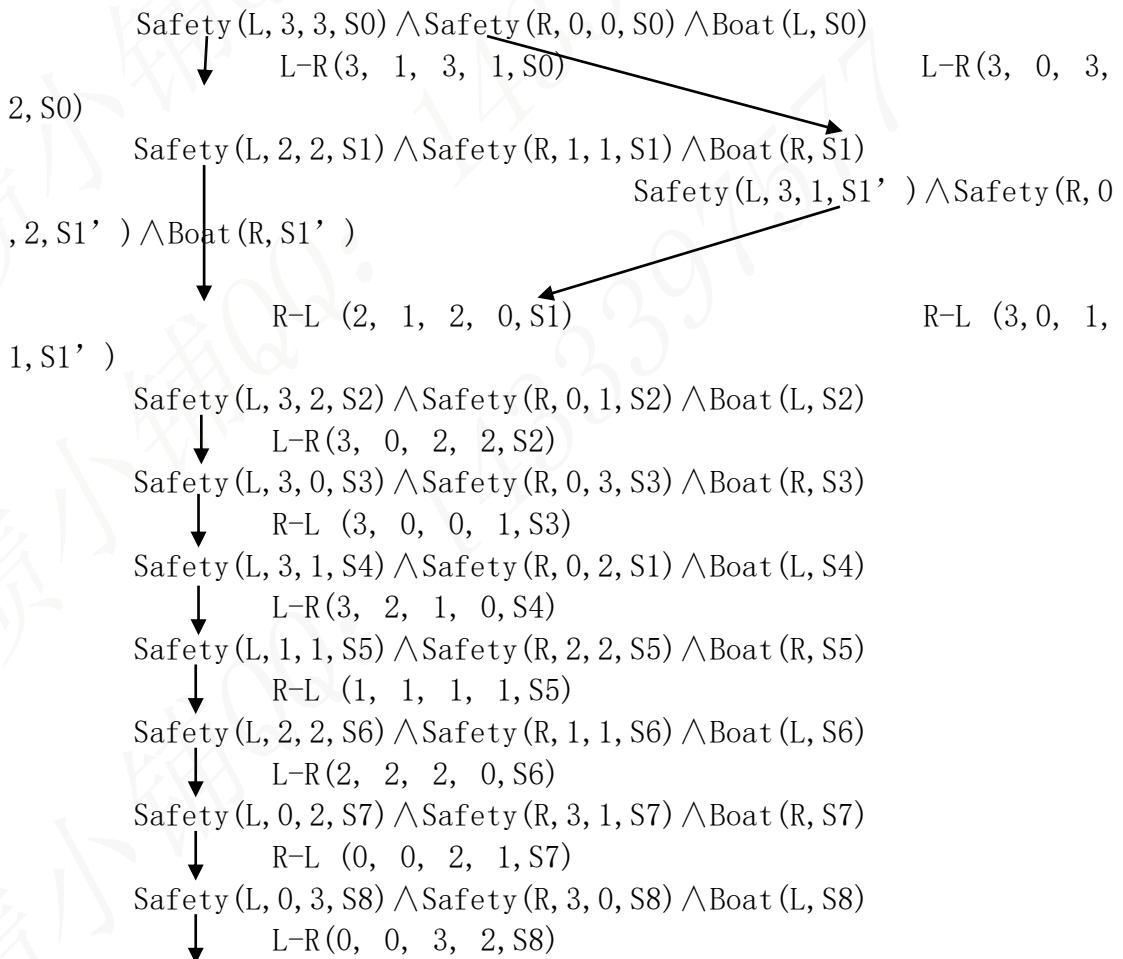 Safety(L,3,3,S0)∧Safety(R,0,0,S0)∧Boat(L,S0)
L-R(3, 1, 3, 1,S0) L-R(3, 0, 3,
2,S0)
Safety(L,2,2,S1)∧Safety(R,1,1,S1)∧Boat(R,S1)
Safety(L,3,1,S1’)∧Safety(R,0
,2,S1’)∧Boat(R,S1’)
R-L (2, 1, 2, 0,S1) R-L (3,0, 1,
1,S1’)
Safety(L,3,2,S2)∧Safety(R,0,1,S2)∧Boat(L,S2)
L-R(3, 0, 2, 2,S2)
Safety(L,3,0,S3)∧Safety(R,0,3,S3)∧Boat(R,S3)
R-L (3, 0, 0, 1,S3)
Safety(L,3,1,S4)∧Safety(R,0,2,S1)∧Boat(L,S4)
L-R(3, 2, 1, 0,S4)
Safety(L,1,1,S5)∧Safety(R,2,2,S5)∧Boat(R,S5)
R-L (1, 1, 1, 1,S5)
Safety(L,2,2,S6)∧Safety(R,1,1,S6)∧Boat(L,S6)
L-R(2, 2, 2, 0,S6)
Safety(L,0,2,S7)∧Safety(R,3,1,S7)∧Boat(R,S7)
R-L (0, 0, 2, 1,S7)
Safety(L,0,3,S8)∧Safety(R,3,0,S8)∧Boat(L,S8)
L-R(0, 0, 3, 2,S8)